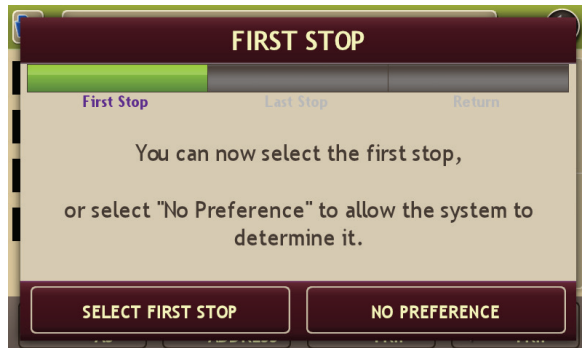 FIRST STOP
First Stop Last Stop Return
You can now select the first stop,
or select "No Preference" to allow the system to
determine it.
SELECT FIRST STOP NO PREFERENCE
ADDRESS